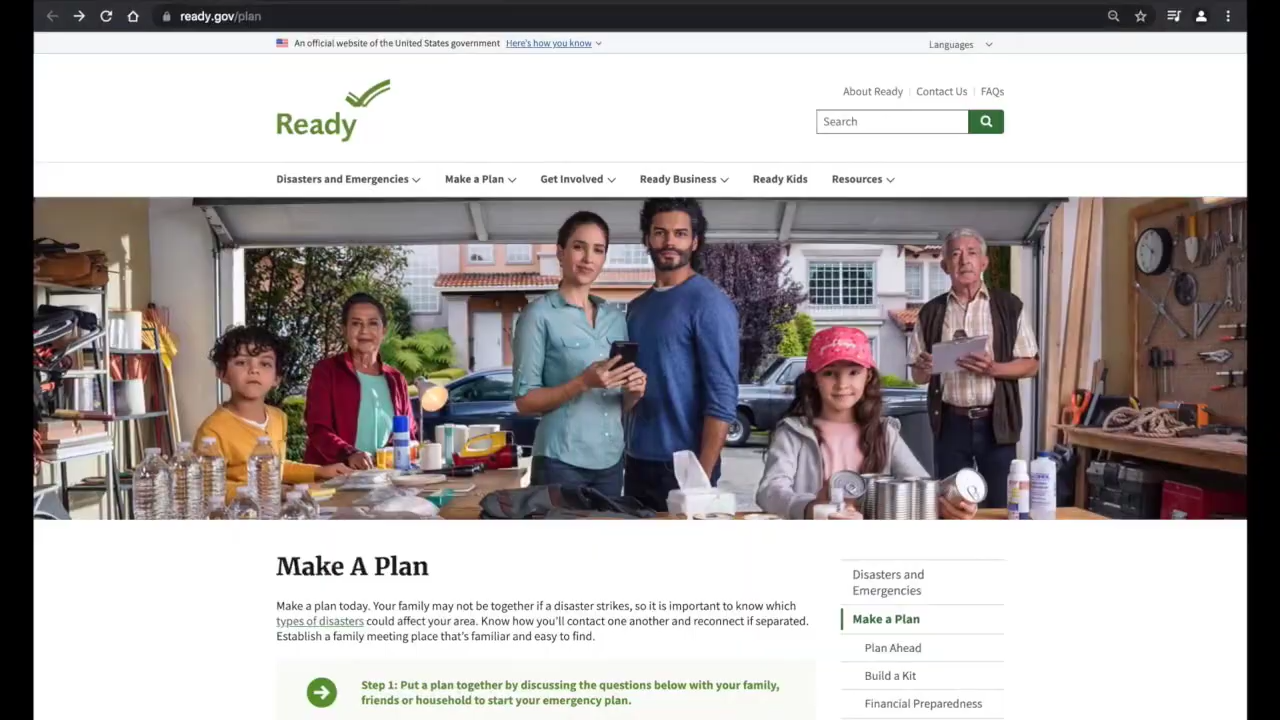 ready.gov/plan
An official website of the United States government Here's how you know
Languages
Ready
About Ready Contact Us FAQs
Search
Disasters and Emergencies Make a Plan Get Involved Ready Business Ready Kids Resources
Make A Plan
Make a plan today. Your family may not be together if a disaster strikes, so it is important to know which
types of disasters could affect your area. Know how you'll contact one another and reconnect if separated.
Establish a family meeting place that's familiar and easy to find.
Step 1: Put a plan together by discussing the questions below with your family,
friends or household to start your emergency plan.
Disasters and
Emergencies
Make a Plan
Plan Ahead
Build a Kit
Financial Preparedness